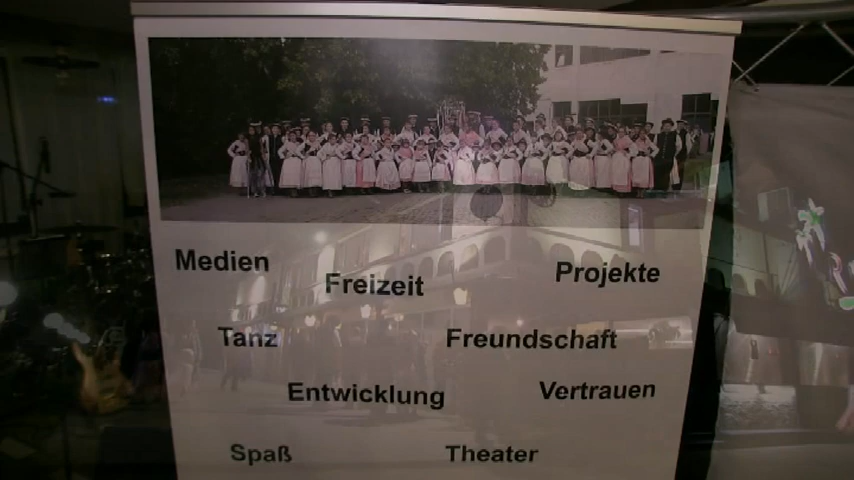 Medien
Freizeit
Projekte
Tanz
Freundschaft
Entwicklung
Vertrauen
Spaß
Theater